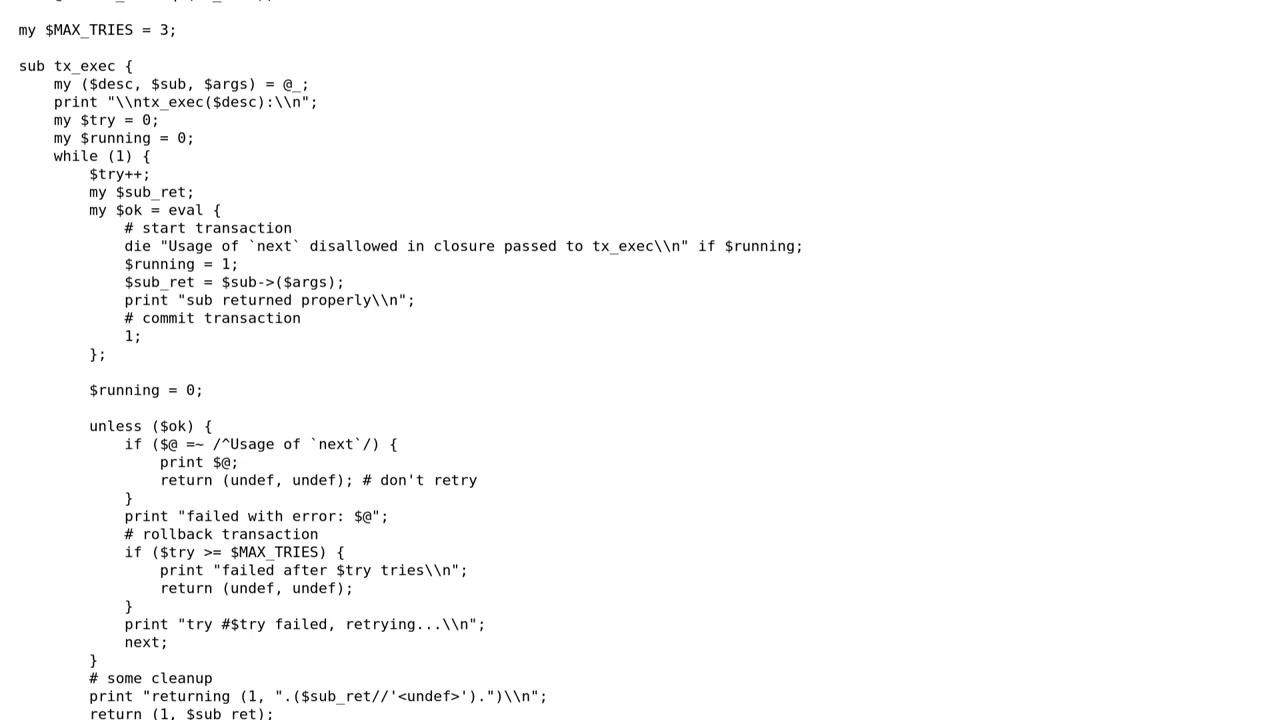 my $MAX_TRIES = 3;

sub tx_exec {
    my ($desc, $sub, $args) = @_;
    print "\\ntx_exec($desc):\\n";
    my $try = 0;
    my $running = 0;
    while (1) {
        $try++;
        my $sub_ret;
        my $ok = eval {
            # start transaction
            die "Usage of `next` disallowed in closure passed to tx_exec\\n" if $running;
            $running = 1;
            $sub_ret = $sub->($args);
            print "sub returned properly\\n";
            # commit transaction
            1;
        };

        $running = 0;

        unless ($ok) {
            if ($@ =~ /^Usage of `next`/) {
                print $@;
                return (undef, undef); # don't retry
            }
            print "failed with error: $@";
            # rollback transaction
            if ($try >= $MAX_TRIES) {
                print "failed after $try tries\\n";
                return (undef, undef);
            }
            print "try #$try failed, retrying...\\n";
            next;
        }
        # some cleanup
        print "returning (1, ".($sub_ret//'<undef>').")\\n";
        return (1, $sub_ret);